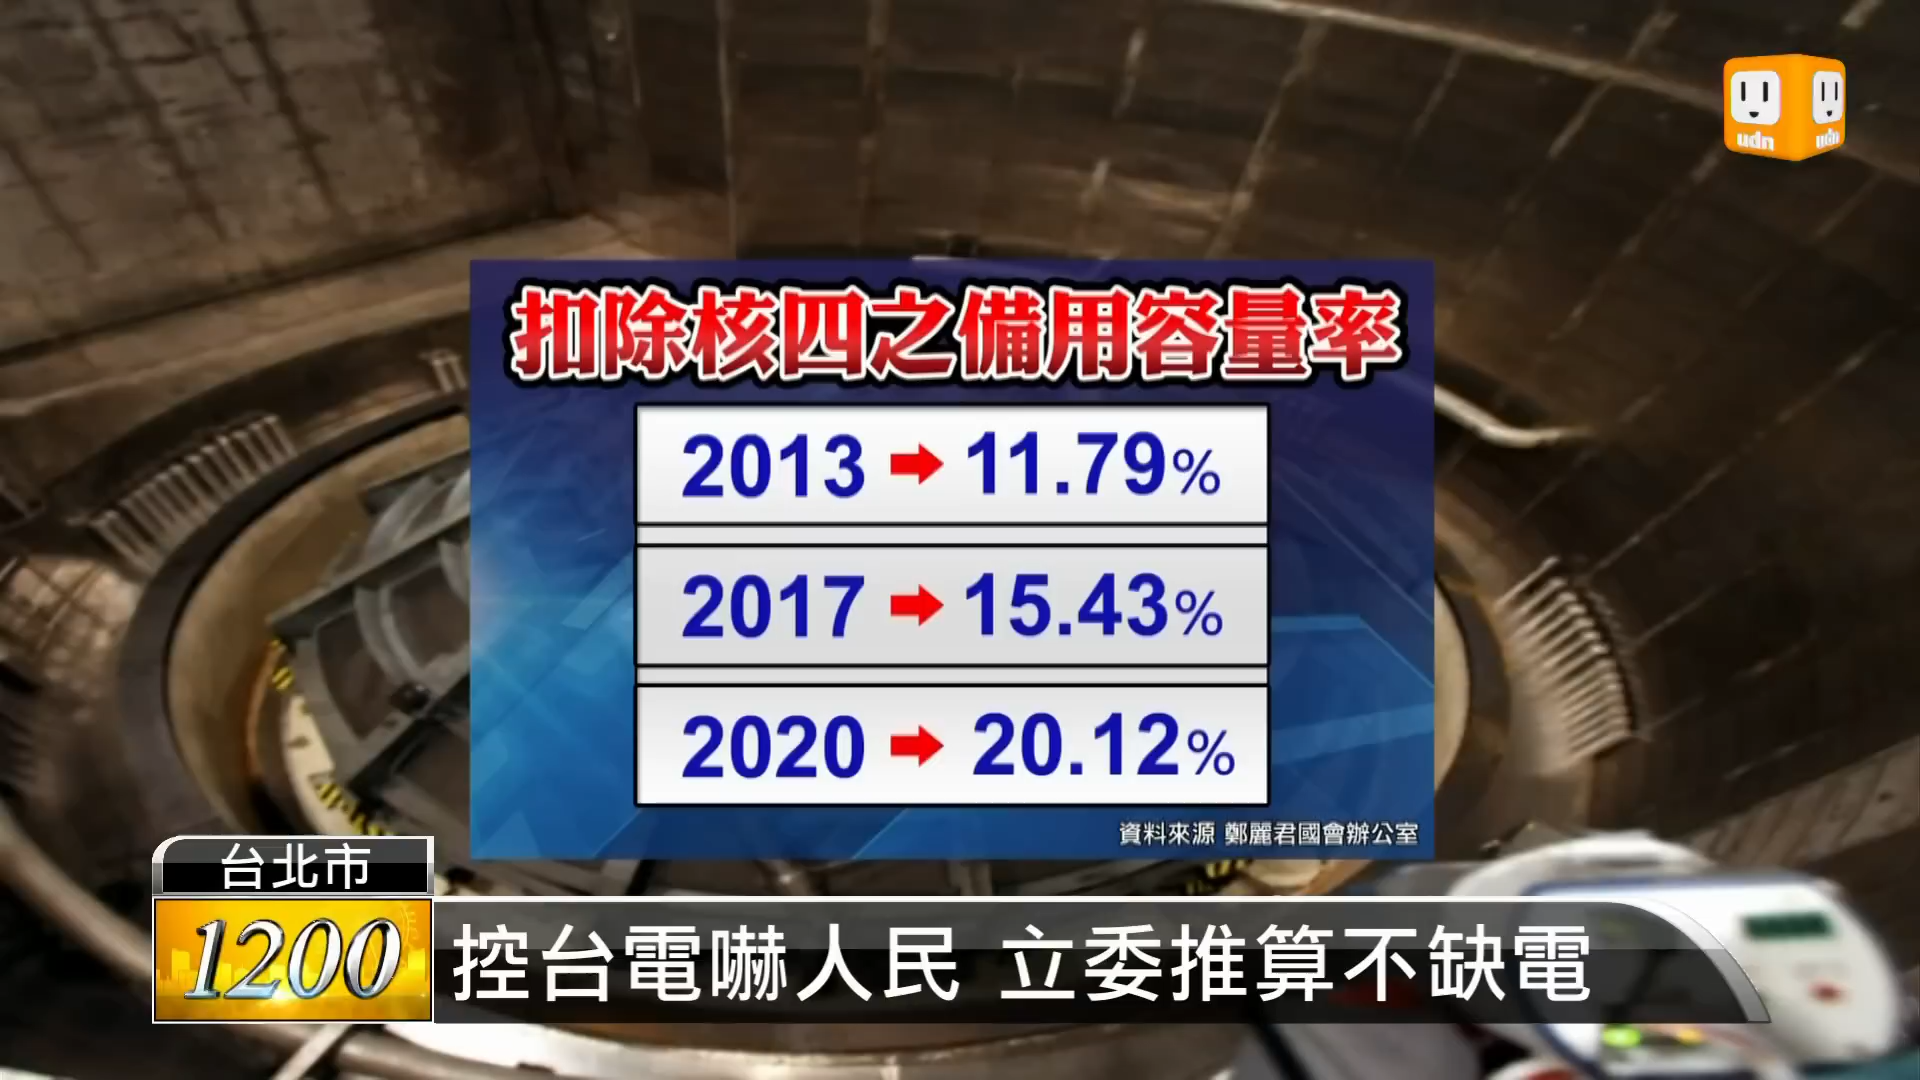 udn udn
扣除核四之備用容量率
2013 → 11.79%
2017 → 15.43%
2020 → 20.12%
資料來源 鄭麗君國會辦公室
台北市
1200
控台電嚇人民 立委推算不缺電